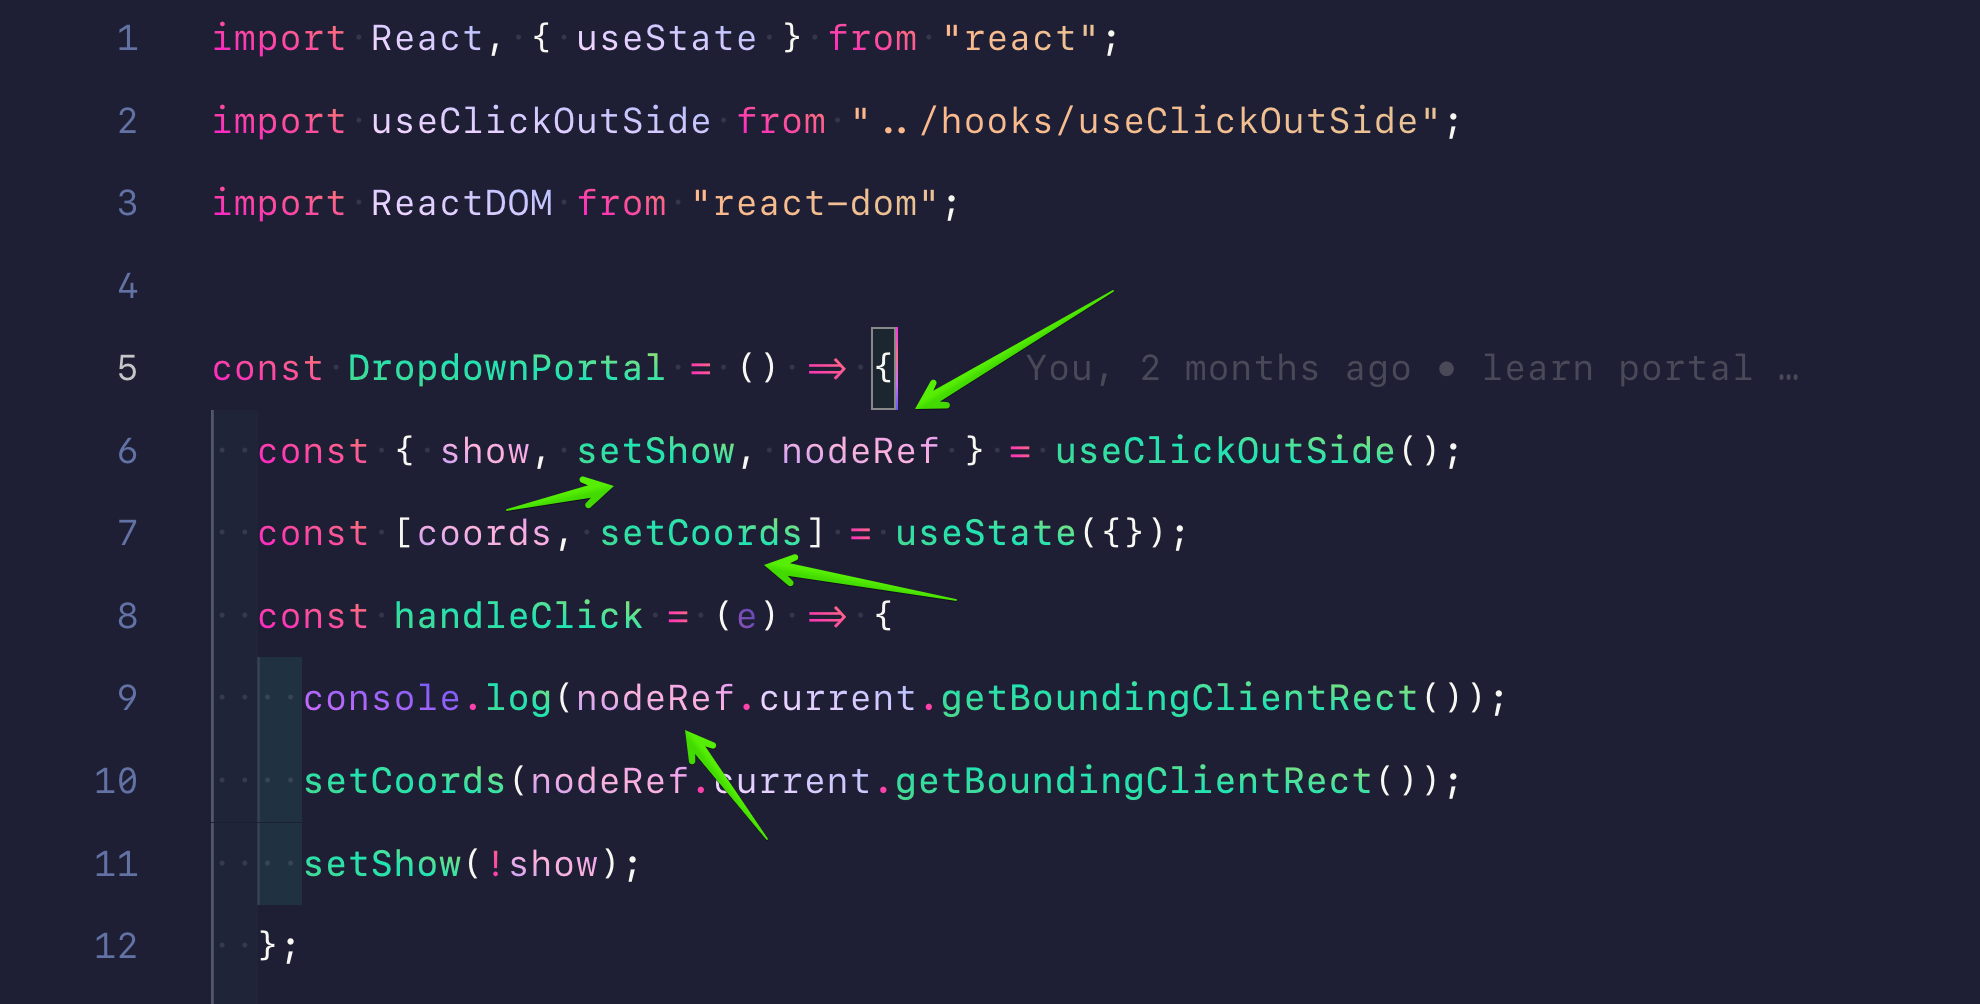 1 import React, { useState } from "react";
2 import useClickOutSide from "../hooks/useClickOutSide";
3 import ReactDOM from "react-dom";
4
5 const DropdownPortal = () => { You, 2 months ago • learn portal …
6 const { show, setShow, nodeRef } = useClickOutSide();
7 const [coords, setCoords] = useState({});
8 const handleClick = (e) => {
9 console.log(nodeRef.current.getBoundingClientRect());
10 setCoords(nodeRef.current.getBoundingClientRect());
11 setShow(!show);
12 };